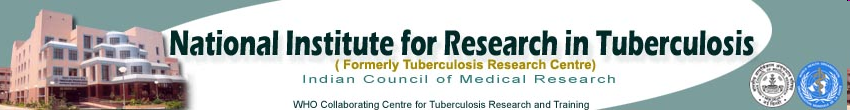 National Institute for Research in Tuberculosis
( Formerly Tuberculosis Research Centre)
Indian Council of Medical Research
WHO Collaborating Centre for Tuberculosis Research and Training